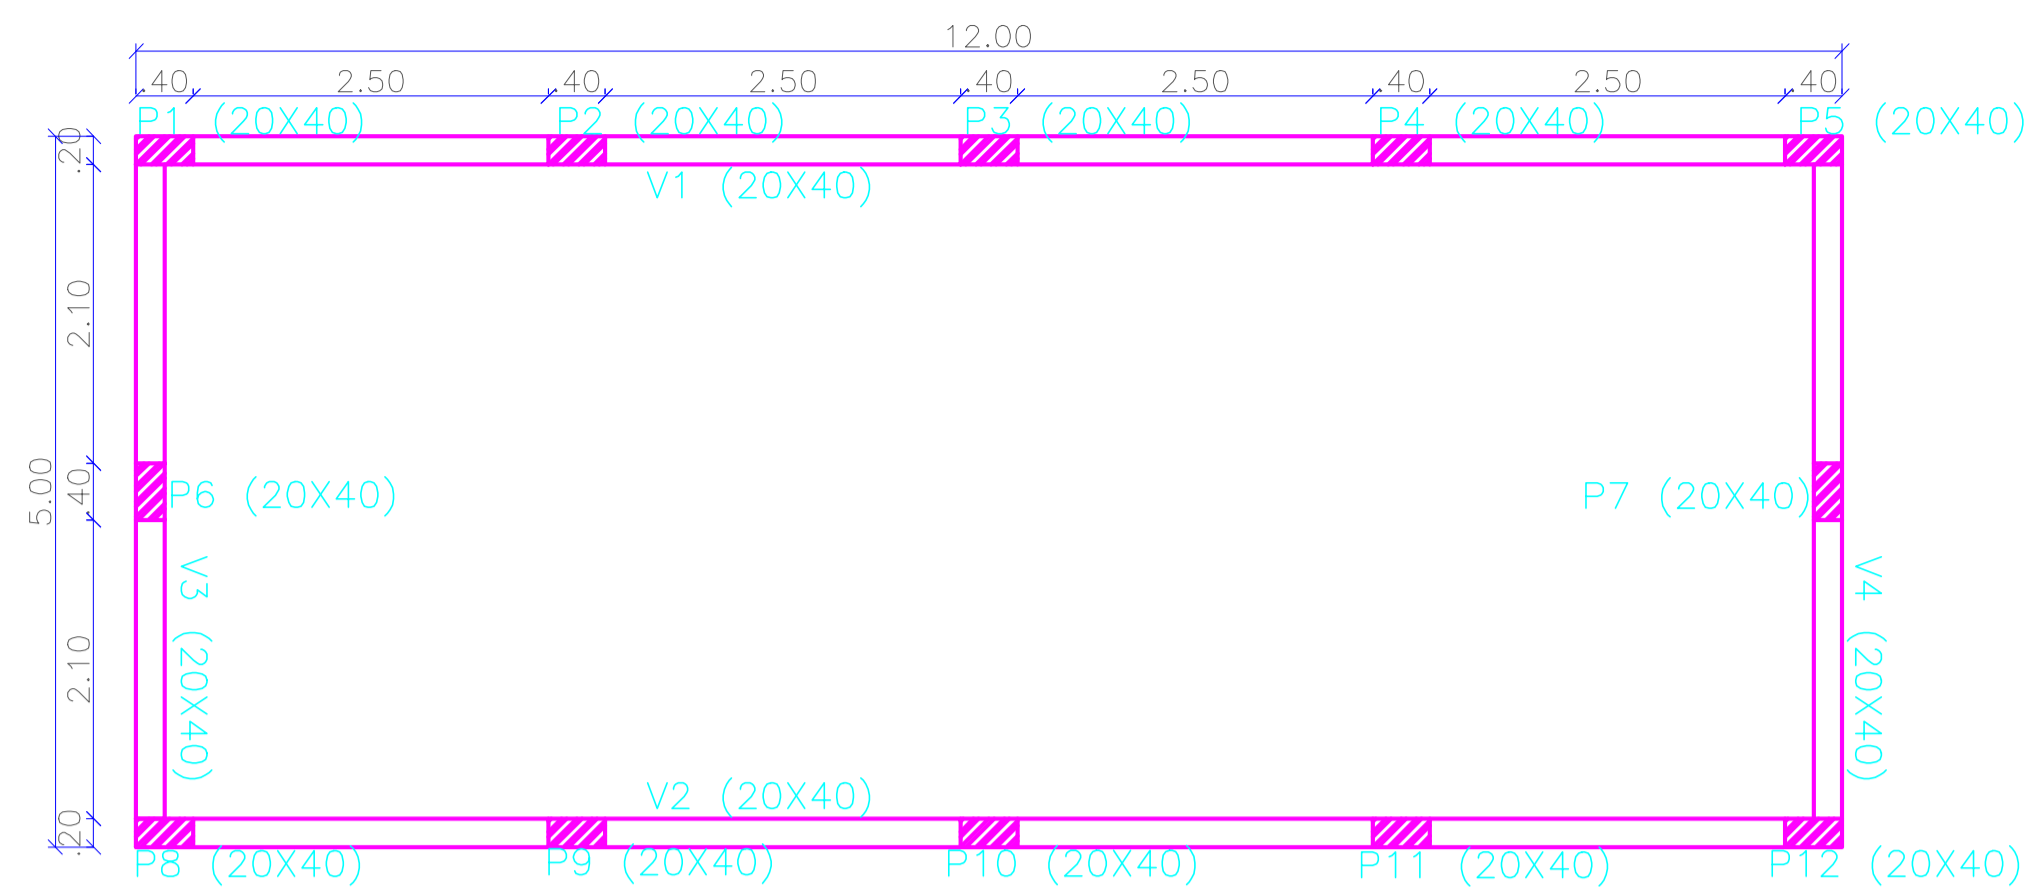 12.00
.40 2.50 .40 2.50 .40 2.50 .40 2.50 .40
P1 (20X40) P2 (20X40) P3 (20X40) P4 (20X40) P5 (20X40)
.20
V1 (20X40)
2.10
5.00
.40
P6 (20X40) P7 (20X40)
V3 (20X40)
V4 (20X40)
2.10
V2 (20X40)
.20
P8 (20X40) P9 (20X40) P10 (20X40) P11 (20X40) P12 (20X40)